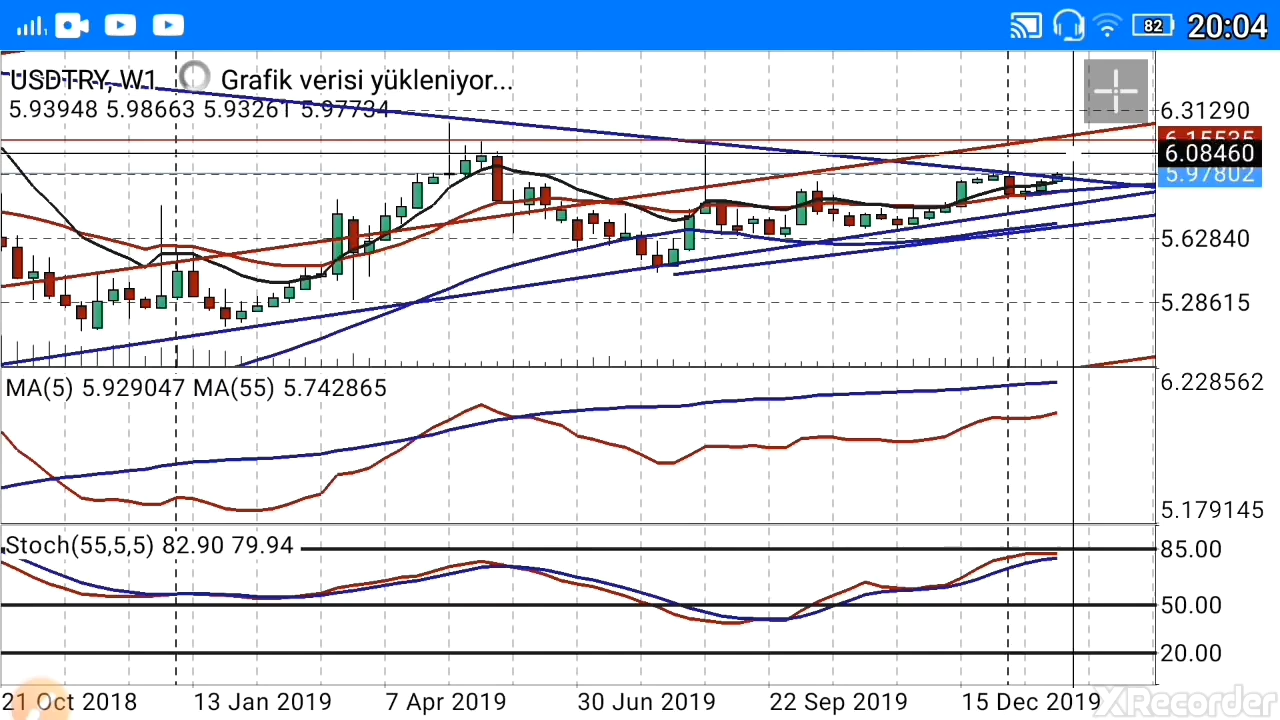 82 20:04
USDTRY, W1 Grafik verisi yükleniyor...
5.93948 5.98663 5.93261 5.97734
6.31290
6.15535
6.08460
5.97802
5.62840
5.28615
MA(5) 5.929047 MA(55) 5.742865
6.228562
5.179145
Stoch(55,5,5) 82.90 79.94
85.00
50.00
20.00
21 Oct 2018 13 Jan 2019 7 Apr 2019 30 Jun 2019 22 Sep 2019 15 Dec 2019
XRecorder